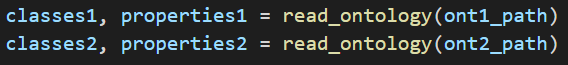 classes1, properties1 = read_ontology(ont1_path)
classes2, properties2 = read_ontology(ont2_path)